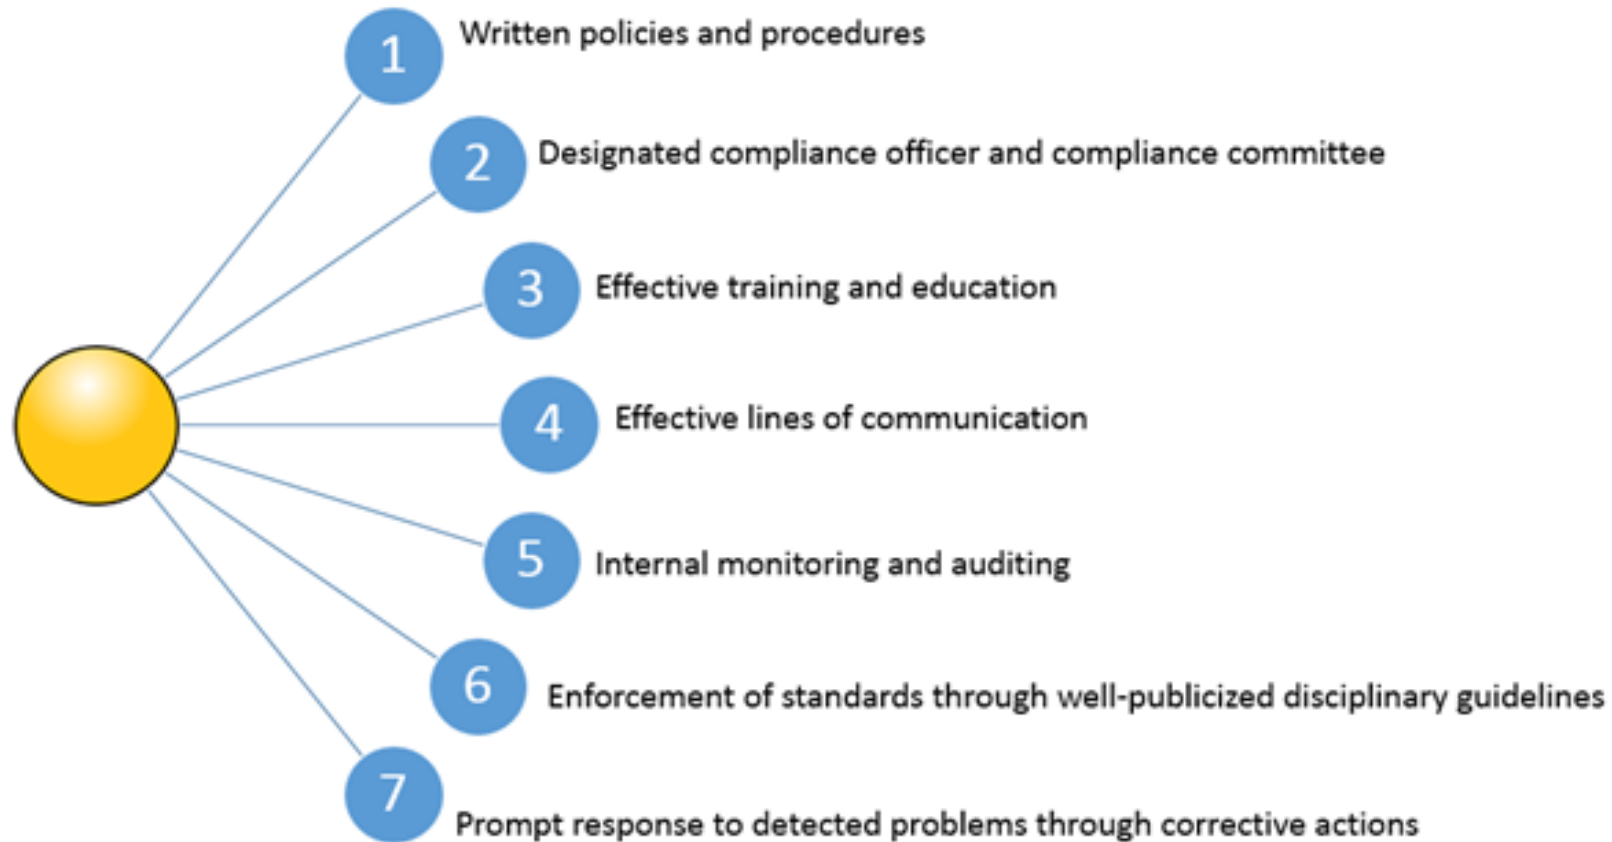 1 Written policies and procedures
2 Designated compliance officer and compliance committee
3 Effective training and education
4 Effective lines of communication
5 Internal monitoring and auditing
6 Enforcement of standards through well-publicized disciplinary guidelines
7 Prompt response to detected problems through corrective actions